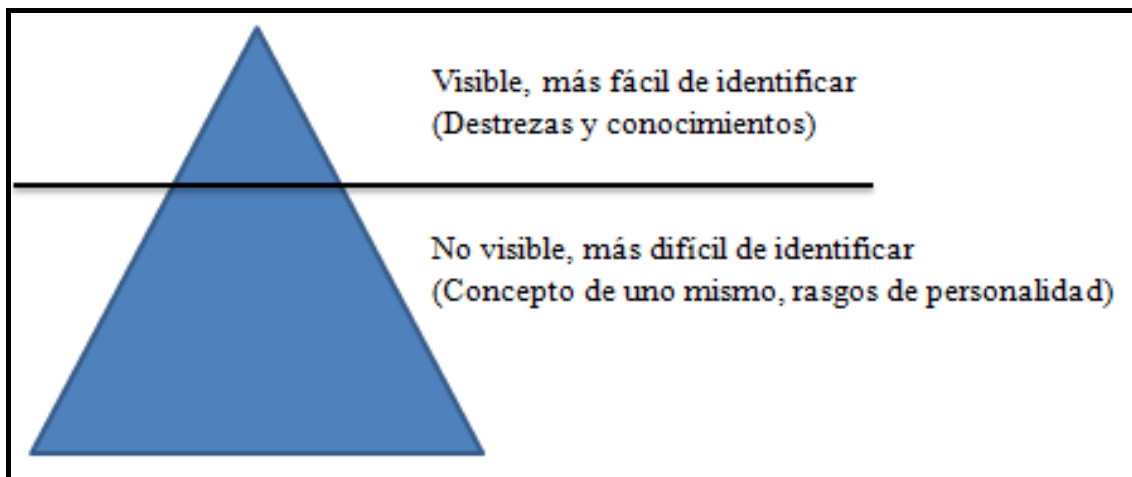 Visible, más fácil de identificar
(Destrezas y conocimientos)
No visible, más difícil de identificar
(Concepto de uno mismo, rasgos de personalidad)